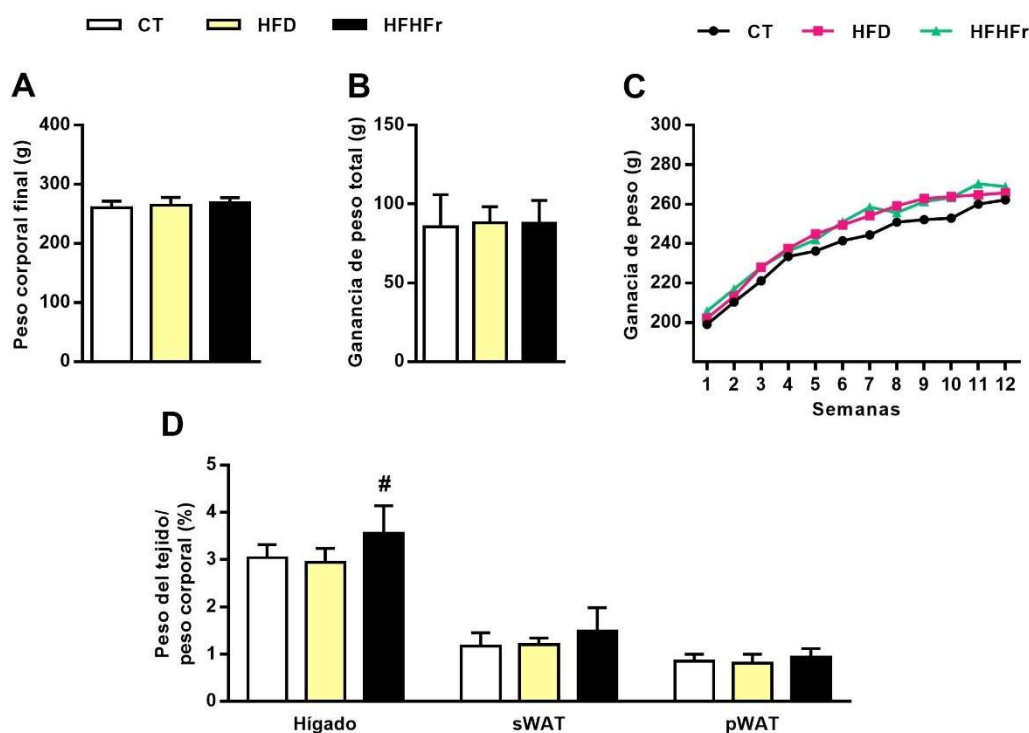 CT HFD HFHFr
CT HFD HFHFr
A
Peso corporal final (g)
400
300
200
100
0
B
Ganancia de peso total (g)
150
100
50
0
C
Ganacia de peso (g)
300
280
260
240
220
200
1 2 3 4 5 6 7 8 9 10 11 12
Semanas
D
Peso del tejido/
peso corporal (%)
5
4
3
2
1
0
#
Hígado sWAT pWAT